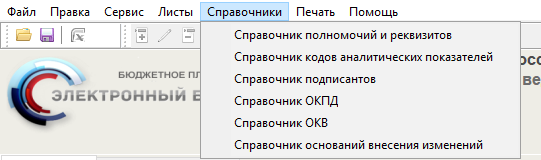 Файл Правка Сервис Листы Справочники Печать Помощь
Справочник полномочий и реквизитов
Справочник кодов аналитических показателей
Справочник подписантов
Справочник ОКПД
Справочник ОКВ
Справочник оснований внесения изменений
БЮДЖЕТНОЕ
ЭЛЕКТРОННЫЙ